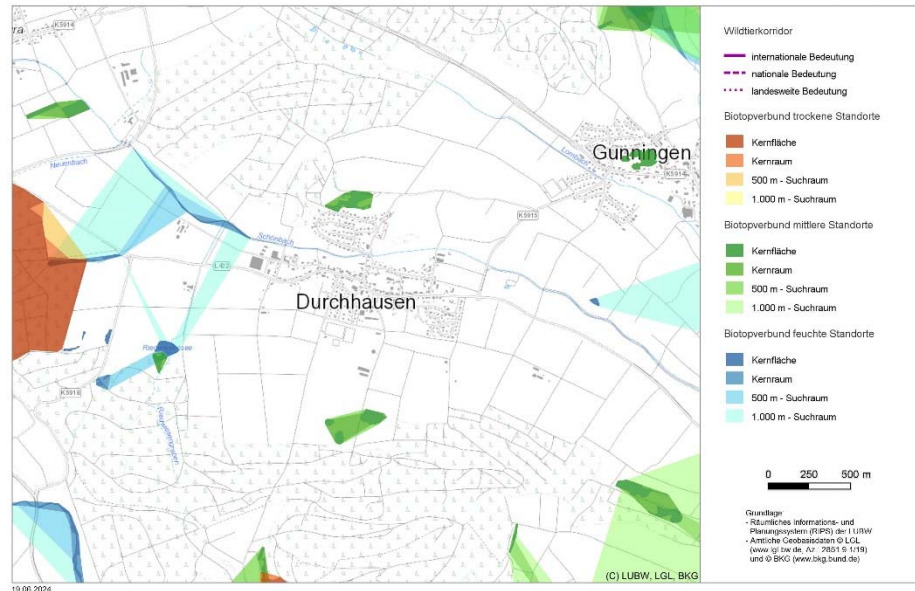 K5914
Neuenbach
Lombach
Gunningen
K5914
K5915
Schönbach
L 432
Durchhausen
K5918
(C) LUBW, LGL, BKG
19.06.2024
Wildtierkorridor
internationale Bedeutung
nationale Bedeutung
landesweite Bedeutung
Biotopverbund trockene Standorte
Kernfläche
Kernraum
500 m - Suchraum
1.000 m - Suchraum
Biotopverbund mittlere Standorte
Kernfläche
Kernraum
500 m - Suchraum
1.000 m - Suchraum
Biotopverbund feuchte Standorte
Kernfläche
Kernraum
500 m - Suchraum
1.000 m - Suchraum
0 250 500 m
Grundlage:
- Räumliches Informations- und
Planungssystem (RIPS) der LUBW
- Amtliche Geobasisdaten © LGL
(www.lgl-bw.de, Az.: 2851.9-1/19)
und © BKG (www.bkg.bund.de)